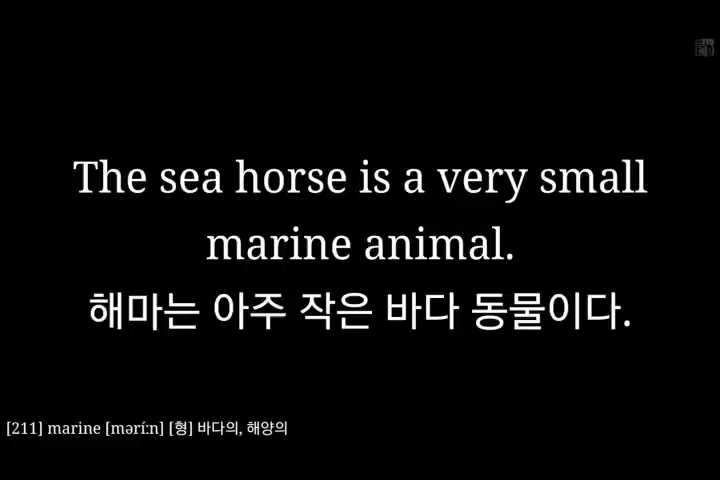 The sea horse is a very small
marine animal.
해마는 아주 작은 바다 동물이다.
[211] marine [mərí:n] [형] 바다의, 해양의